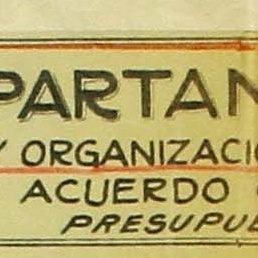 PARTAN
Y ORGANIZACIO
ACUERDO
PRESUPUE